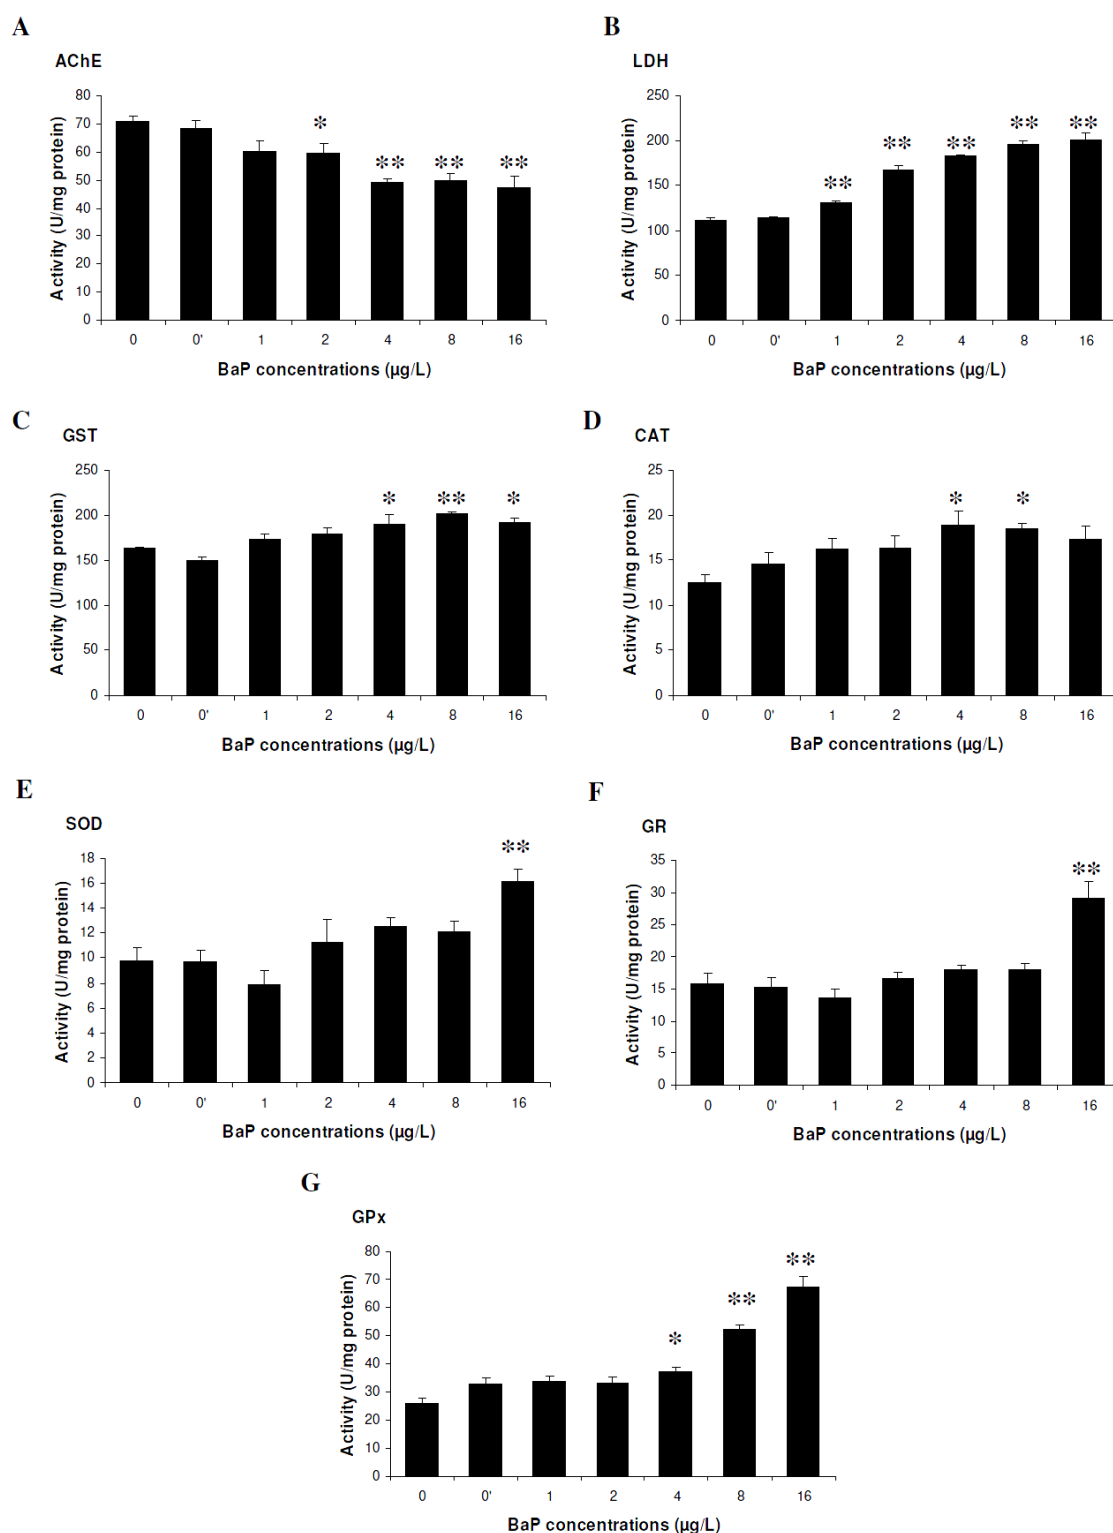 A
AChE
Activity (U/mg protein)
80
70
60
50
40
30
20
10
0
*
**
**
**
0 0' 1 2 4 8 16
BaP concentrations (µg/L)
B
LDH
Activity (U/mg protein)
250
200
150
100
50
0
**
**
**
**
**
0 0' 1 2 4 8 16
BaP concentrations (µg/L)
C
GST
Activity (U/mg protein)
250
200
150
100
50
0
*
**
*
0 0' 1 2 4 8 16
BaP concentrations (µg/L)
D
CAT
Activity (U/mg protein)
25
20
15
10
5
0
*
*
0 0' 1 2 4 8 16
BaP concentrations (µg/L)
E
SOD
Activity (U/mg protein)
18
16
14
12
10
8
6
4
2
0
**
0 0' 1 2 4 8 16
BaP concentrations (µg/L)
F
GR
Activity (U/mg protein)
35
30
25
20
15
10
5
0
**
0 0' 1 2 4 8 16
BaP concentrations (µg/L)
G
GPx
Activity (U/mg protein)
80
70
60
50
40
30
20
10
0
*
**
**
0 0' 1 2 4 8 16
BaP concentrations (µg/L)